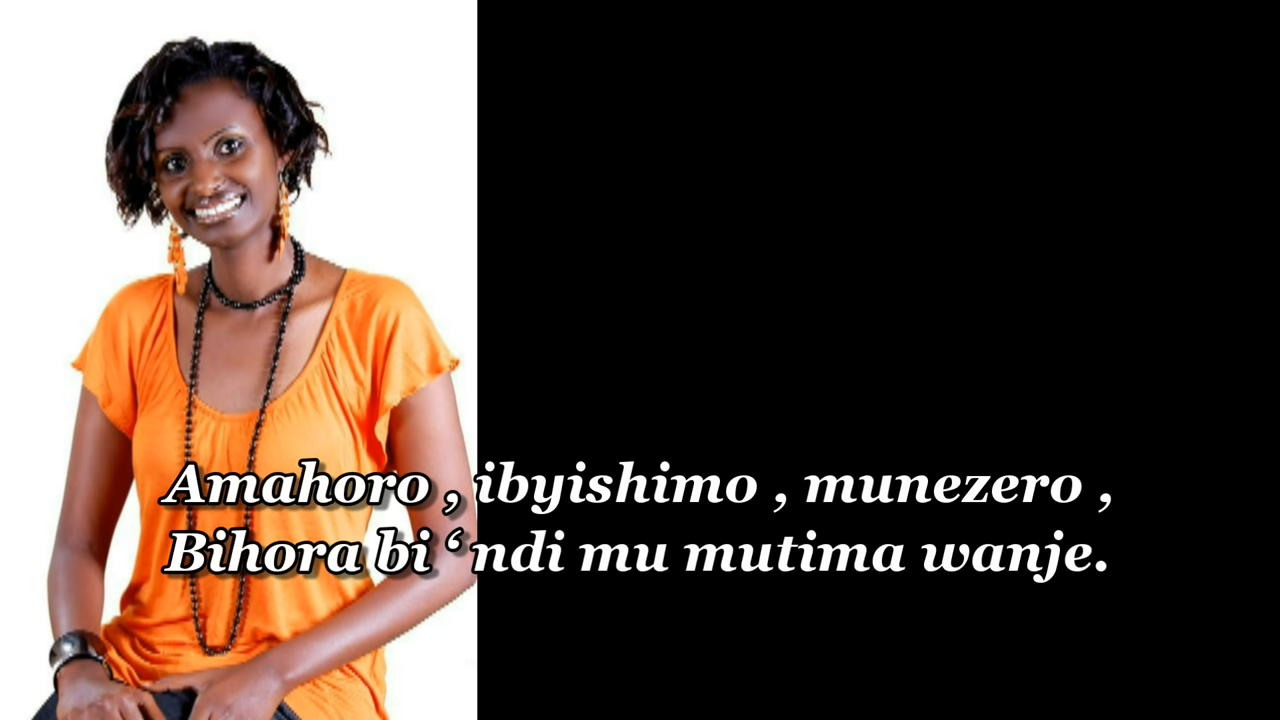 Amahoro , ibyishimo , munezero ,
Bihora bi ‘ ndi mu mutima wanje.